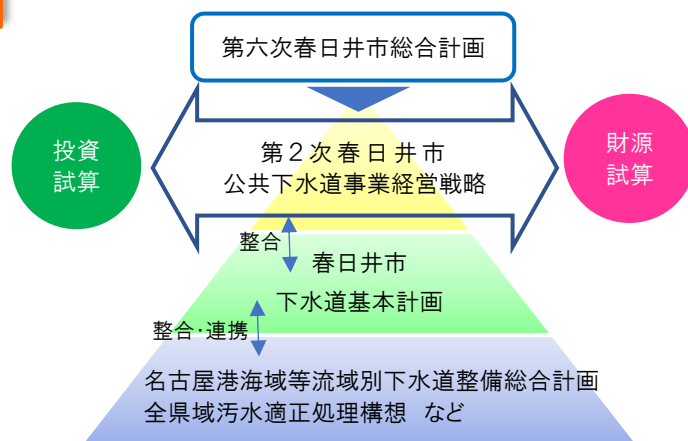 第六次春日井市総合計画
投資
試算
第２次春日井市
公共下水道事業経営戦略
財源
試算
整合
春日井市
下水道基本計画
整合・連携
名古屋港海域等流域別下水道整備総合計画
全県域汚水適正処理構想　など